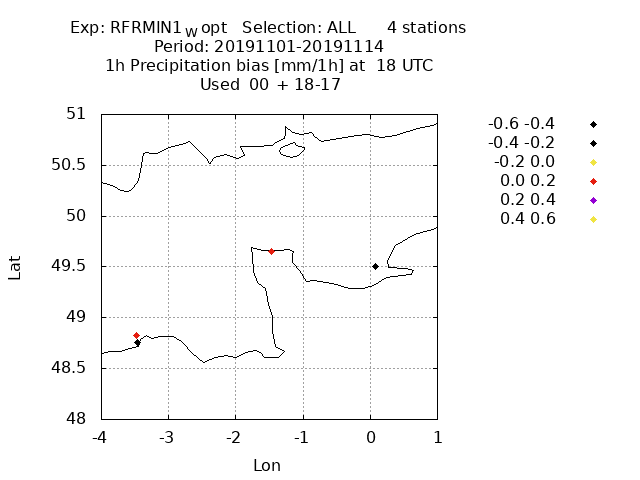 Exp: RFRMIN1_W opt Selection: ALL 4 stations
Period: 20191101-20191114
1h Precipitation bias [mm/1h] at 18 UTC
Used 00 + 18-17
51
50.5
50
49.5
49
48.5
48
-4 -3 -2 -1 0 1
Lat
Lon
-0.6 -0.4
-0.4 -0.2
-0.2 0.0
0.0 0.2
0.2 0.4
0.4 0.6